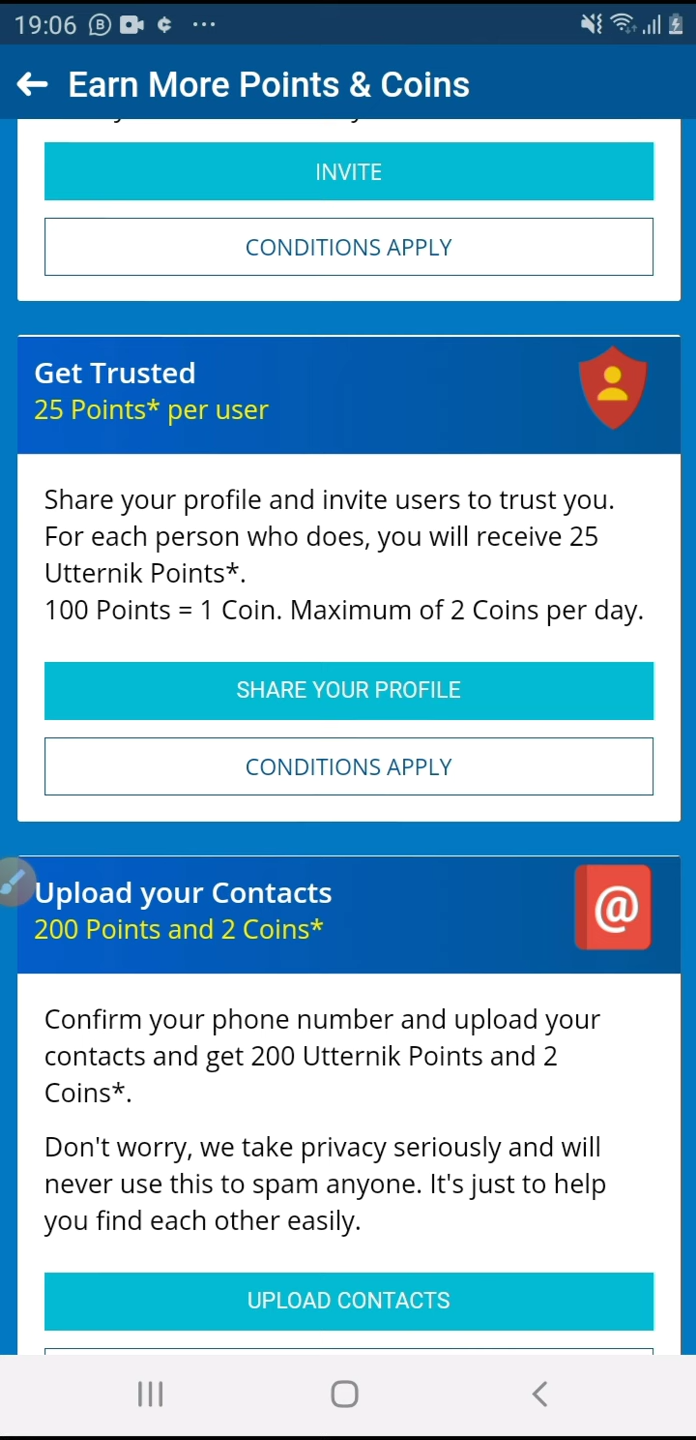 19:06
Earn More Points & Coins
INVITE
CONDITIONS APPLY
Get Trusted
25 Points* per user
Share your profile and invite users to trust you.
For each person who does, you will receive 25
Utternik Points*.
100 Points = 1 Coin. Maximum of 2 Coins per day.
SHARE YOUR PROFILE
CONDITIONS APPLY
Upload your Contacts
200 Points and 2 Coins*
@
Confirm your phone number and upload your
contacts and get 200 Utternik Points and 2
Coins*.
Don't worry, we take privacy seriously and will
never use this to spam anyone. It's just to help
you find each other easily.
UPLOAD CONTACTS